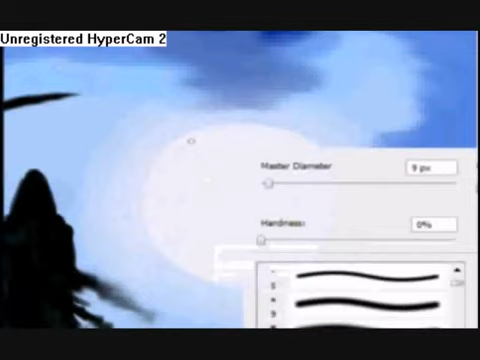 Unregistered HyperCam 2
Master Diameter
9 px
Hardness:
0%
5
9